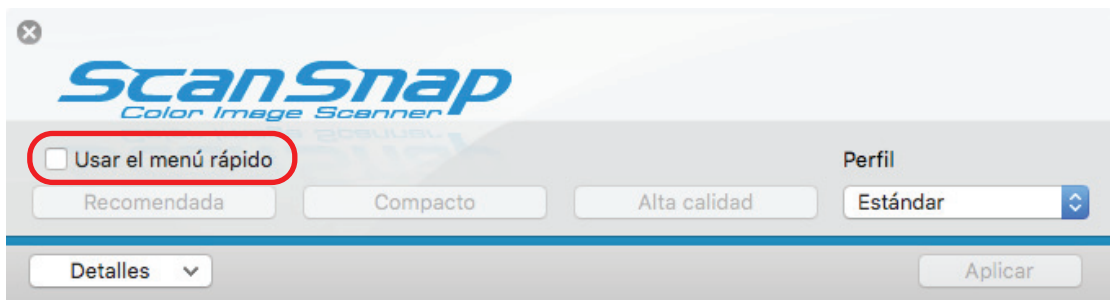 ScanSnap
Color Image Scanner
Usar el menú rápido
Perfil
Recomendada Compacto Alta calidad Estándar
Detalles Aplicar